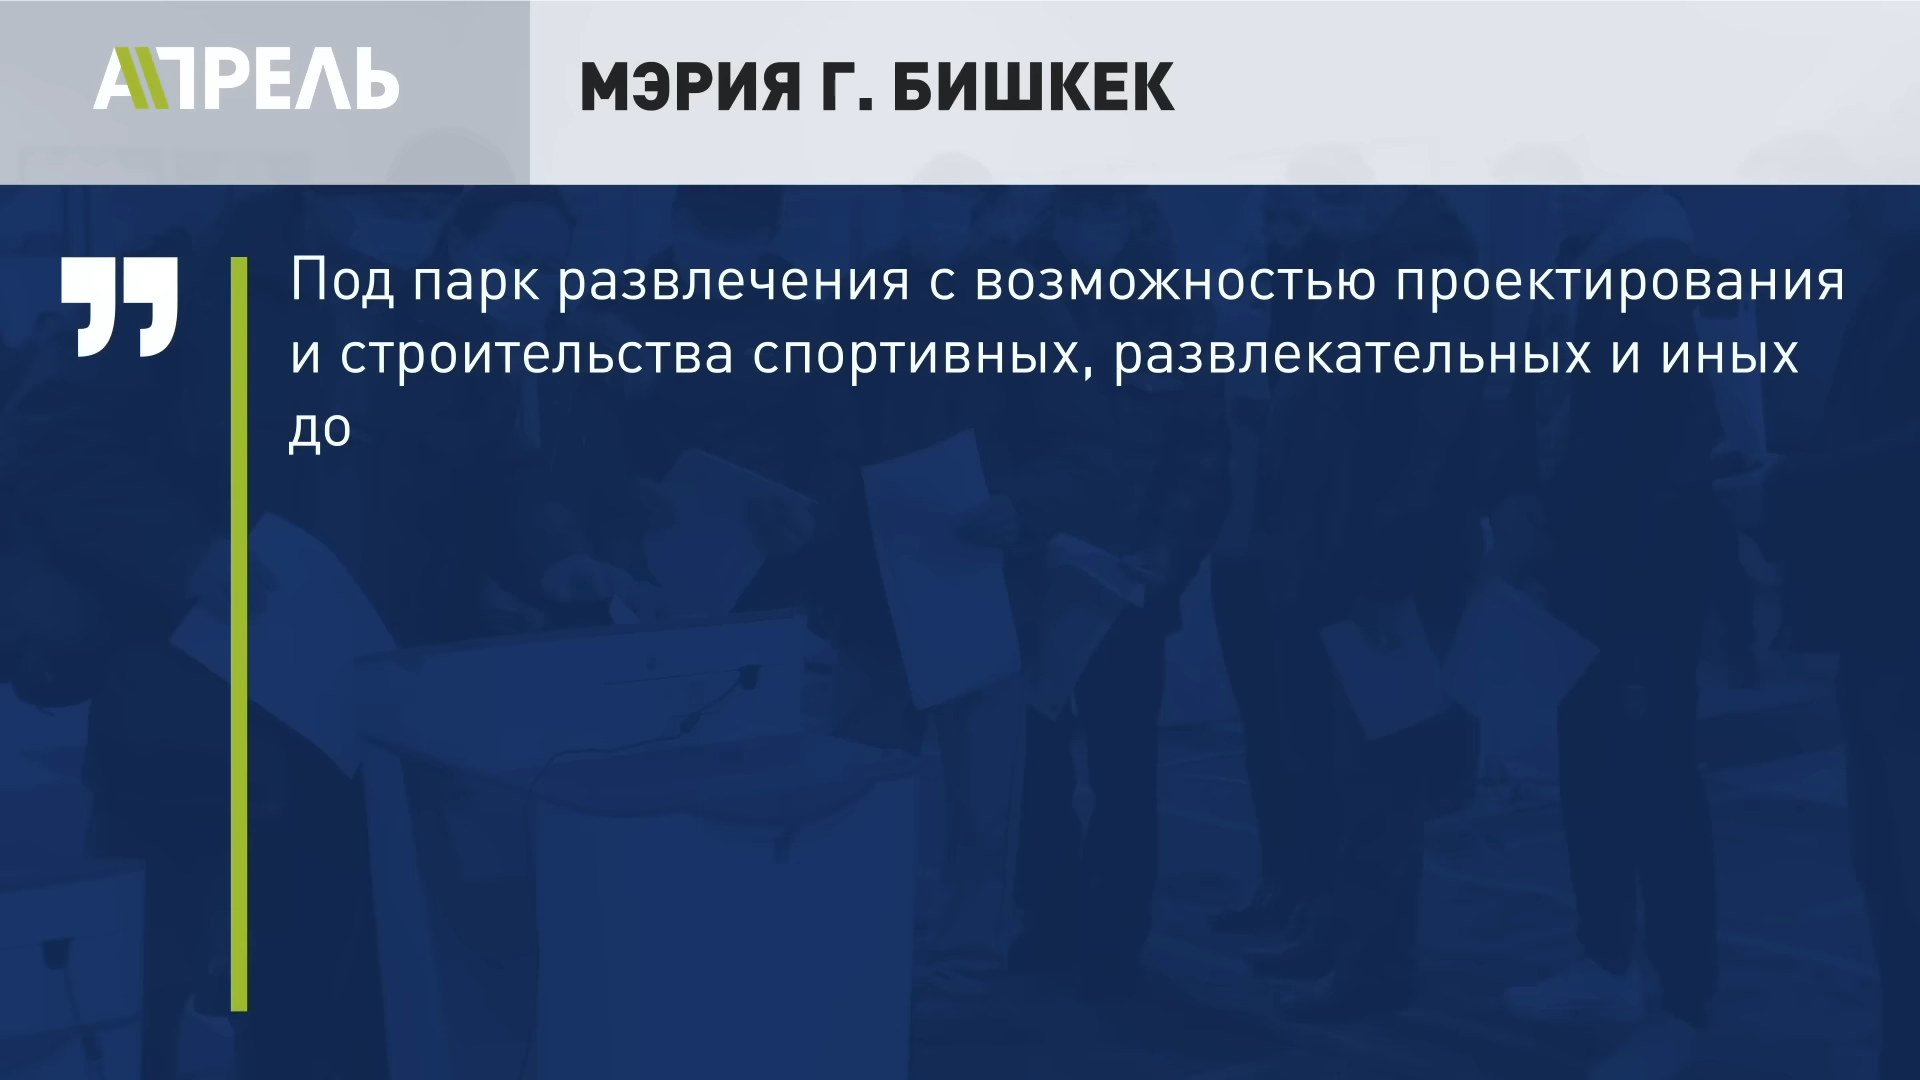 АПРЕЛЬ
МЭРИЯ Г. БИШКЕК
Под парк развлечения с возможностью проектирования
и строительства спортивных, развлекательных и иных
до